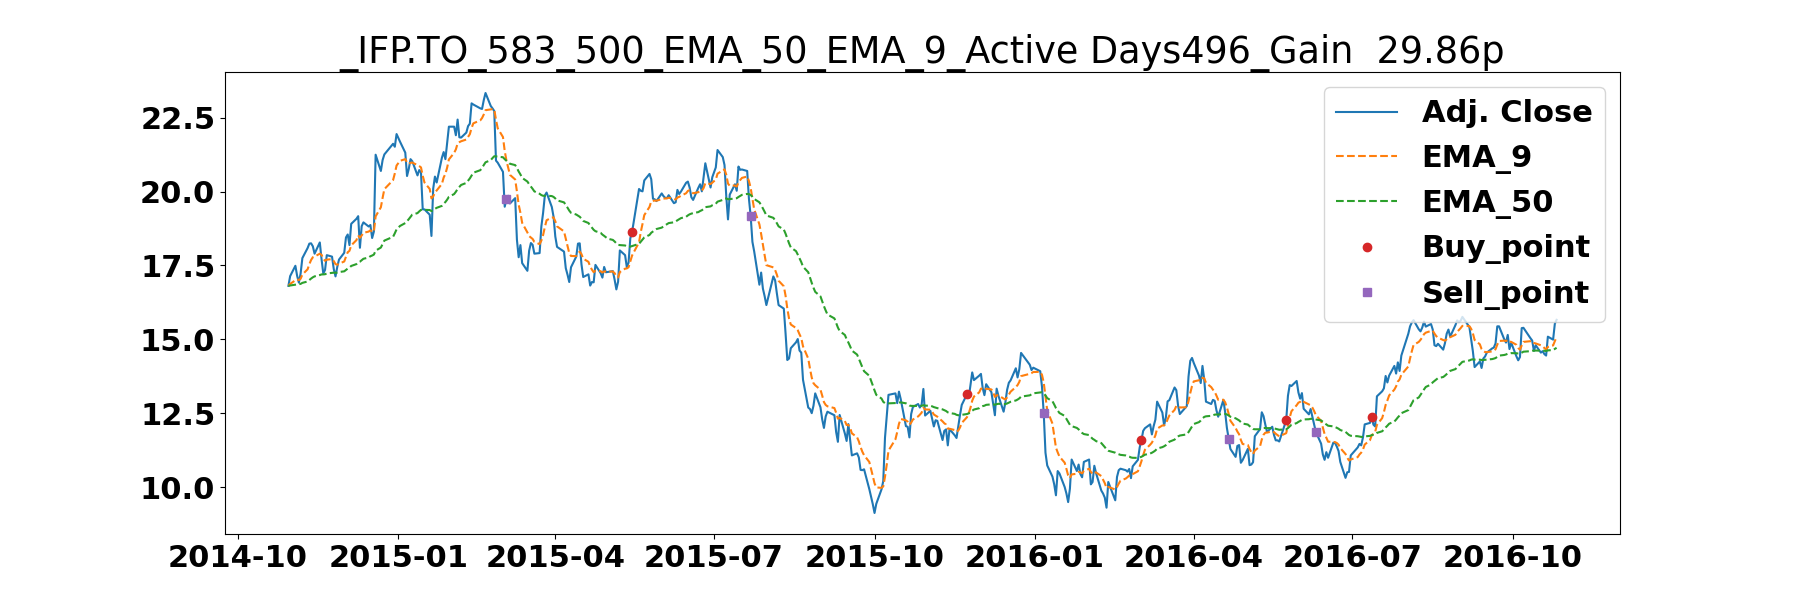 _IFP.TO_583_500_EMA_50_EMA_9_Active Days496_Gain  29.86p
22.5
20.0
17.5
15.0
12.5
10.0
Adj. Close
EMA_9
EMA_50
Buy_point
Sell_point
2014-10 2015-01 2015-04 2015-07 2015-10 2016-01 2016-04 2016-07 2016-10